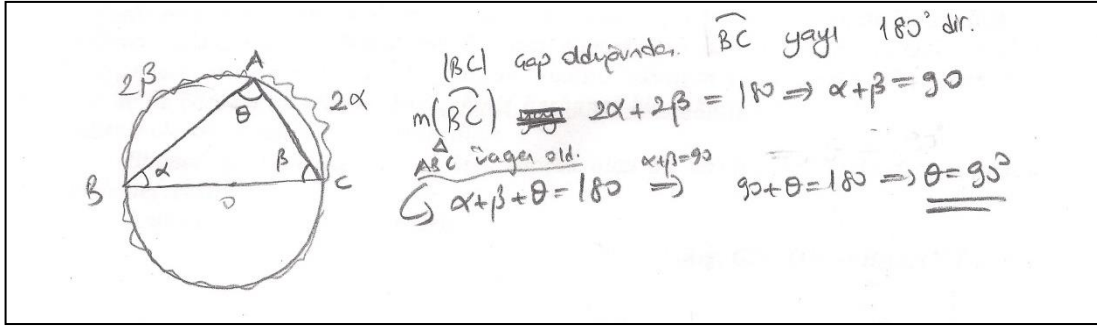 |BC| çap olduğundan. BC yayı 180° dir.
m(BC) 2α + 2β = 180 ⇒ α + β = 90
ABC üçgen old.
α + β + θ = 180 ⇒ α+β=90 90 + θ = 180 ⇒ θ = 90°
2β A 2α
θ
B α β C
O